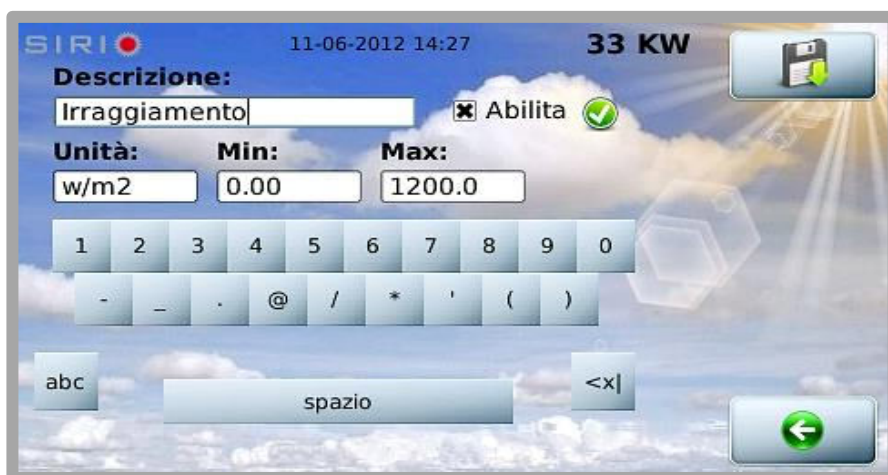 SIRIO 11-06-2012 14:27 33 KW
Descrizione:
Irraggiamento Abilita
Unità: Min: Max:
w/m2 0.00 1200.0
1 2 3 4 5 6 7 8 9 0
- _ . @ / * ' ( )
abc spazio <x|